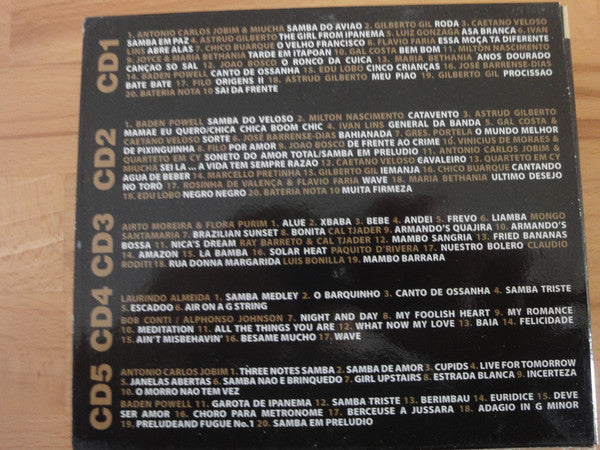 CD1
1. ANTONIO CARLOS JOBIM & MIUCHA SAMBA DO AVIAO 2. GILBERTO GIL RODA 3. CAETANO VELOSO
SAMBA EM PAZ 4. ASTRUD GILBERTO THE GIRL FROM IPANEMA 5. LUIZ GONZAGA ASA BRANCA 6. IVAN
LINS ABRE ALAS 7. CHICO BUARQUE O VELHO FRANCISCO 8. FLAVIO FARIA ESSA MOÇA TA DIFERENTE
9. JOYCE & MARIA BETHANIA TARDE EM ITAPOAN 10. GAL COSTA BEM BOM 11. MILTON NASCIMENTO
CANÇAO SO SAL 12. JOAO BOSCO O RONCO DA CUICA 13. MARIA BETHANIA ANOS DOURADO
14. BADEN POWELL CANTO DE OSSANHA 15. EDU LOBO CINCO CRIANÇAS 16. JOSÉ BARRENSE-DIAS
BATE BATE 17. FILO ORIGENS II 18. ASTRUD GILBERTO MEU PIAO 19. GILBERTO GIL PROCISSAO
20. BATERIA NOTA 10 SAI DA FRENTE
CD2
1. BADEN POWELL SAMBA DO VELOSO 2. MILTON NASCIMENTO CATAVENTO 3. ASTRUD GILBERTO
MAMAE EU QUERO/CHICA CHICA BOOM CHIC 4. IVAN LINS GENERAL DA BANDA 5. GAL COSTA &
CAETANO VELOSO SORTE 6. JOSÉ BARRENSE-DIAS BAHIANADA 7. GRES. PORTELA O MUNDO MELHOR
DE PIXINGUINHA 8. FILO POR AMOR 9. JOAO BOSCO DE FRENTE AO CRIME 10. VINICIUS DE MORAES &
QUARTETO EM CY SONETO DO AMOR TOTAL/SAMBA EM PRELUDIO 11. ANTONIO CARLOS JOBIM &
MIUCHA SEI LA ... A VIDA TEM SEMPRE RAZAO 12. CAETANO VELOSO CAVALEIRO 13. QUARTETO EM CY
AGUA DE BEBER 14. MARCELLO PRETINHA 15. GILBERTO GIL IEMANJA 16. CHICO BUARQUE CANTANDO
NO TORÒ 17. ROSINHA DE VALENÇA & FLAVIO FARIA WAVE 18. MARIA BETHANIA ULTIMO DESEJO
19. EDU LOBO NEGRO NEGRO 20. BATERIA NOTA 10 MUITA FIRMEZA
CD3
AIRTO MOREIRA & FLORA PURIM 1. ALUE 2. XBABA 3. BEBE 4. ANDEI 5. FREVO 6. LIAMBA MONGO
SANTAMARIA 7. BRAZILIAN SUNSET 8. BONITA CAL TJADER 9. ARMANDO'S QUAJIRA 10. ARMANDO'S
BOSSA 11. NICA'S DREAM RAY BARRETO & CAL TJADER 12. MAMBO SANGRIA 13. FRIED BANANAS
14. AMAZON 15. LA BAMBA 16. SOLAR HEAT PAQUITO D'RIVERA 17. NUESTRO BOLERO CLAUDIO
RODITI 18. RUA DONNA MARGARIDA LUIS BONILLA 19. MAMBO BARRARA
CD4
LAURINDO ALMEIDA 1. SAMBA MEDLEY 2. O BARQUINHO 3. CANTO DE OSSANHA 4. SAMBA TRISTE
5. ESCADOO 6. AIR ON A G STRING
BOB CONTI / ALPHONSO JOHNSON 7. NIGHT AND DAY 8. MY FOOLISH HEART 9. MY ROMANCE
10. MEDITATION 11. ALL THE THINGS YOU ARE 12. WHAT NOW MY LOVE 13. BAIA 14. FELICIDADE
15. AIN'T MISBEHAVIN' 16. BESAME MUCHO 17. WAVE
CD5
ANTONIO CARLOS JOBIM 1. THREE NOTES SAMBA 2. SAMBA DE AMOR 3. CUPIDS 4. LIVE FOR TOMORROW
5. JANELAS ABERTAS 6. SAMBA NAO E BRINQUEDO 7. GIRL UPSTAIRS 8. ESTRADA BLANCA 9. INCERTEZA
10. O MORRO NAO TEM VEZ
BADEN POWELL 11. GAROTA DE IPANEMA 12. SAMBA TRISTE 13. BERIMBAU 14. EURIDICE 15. DEVE
SER AMOR 16. CHORO PARA METRONOME 17. BERCEUSE A JUSSARA 18. ADAGIO IN G MINOR
19. PRELUDEAND FUGUE No.1 20. SAMBA EM PRELUDIO